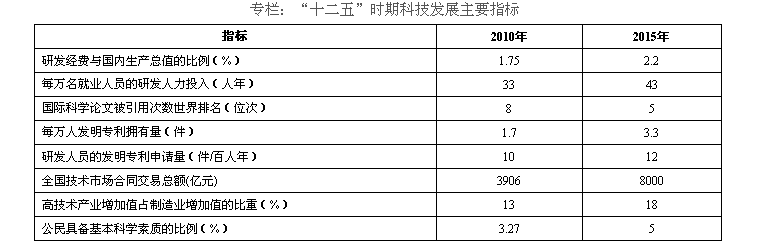 专栏：“十二五”时期科技发展主要指标
指标 2010年 2015年
研发经费与国内生产总值的比例（%） 1.75 2.2
每万名就业人员的研发人力投入（人年） 33 43
国际科学论文被引用次数世界排名（位次） 8 5
每万人发明专利拥有量（件） 1.7 3.3
研发人员的发明专利申请量（件/百人年） 10 12
全国技术市场合同交易总额(亿元) 3906 8000
高技术产业增加值占制造业增加值的比重（%） 13 18
公民具备基本科学素质的比例（%） 3.27 5